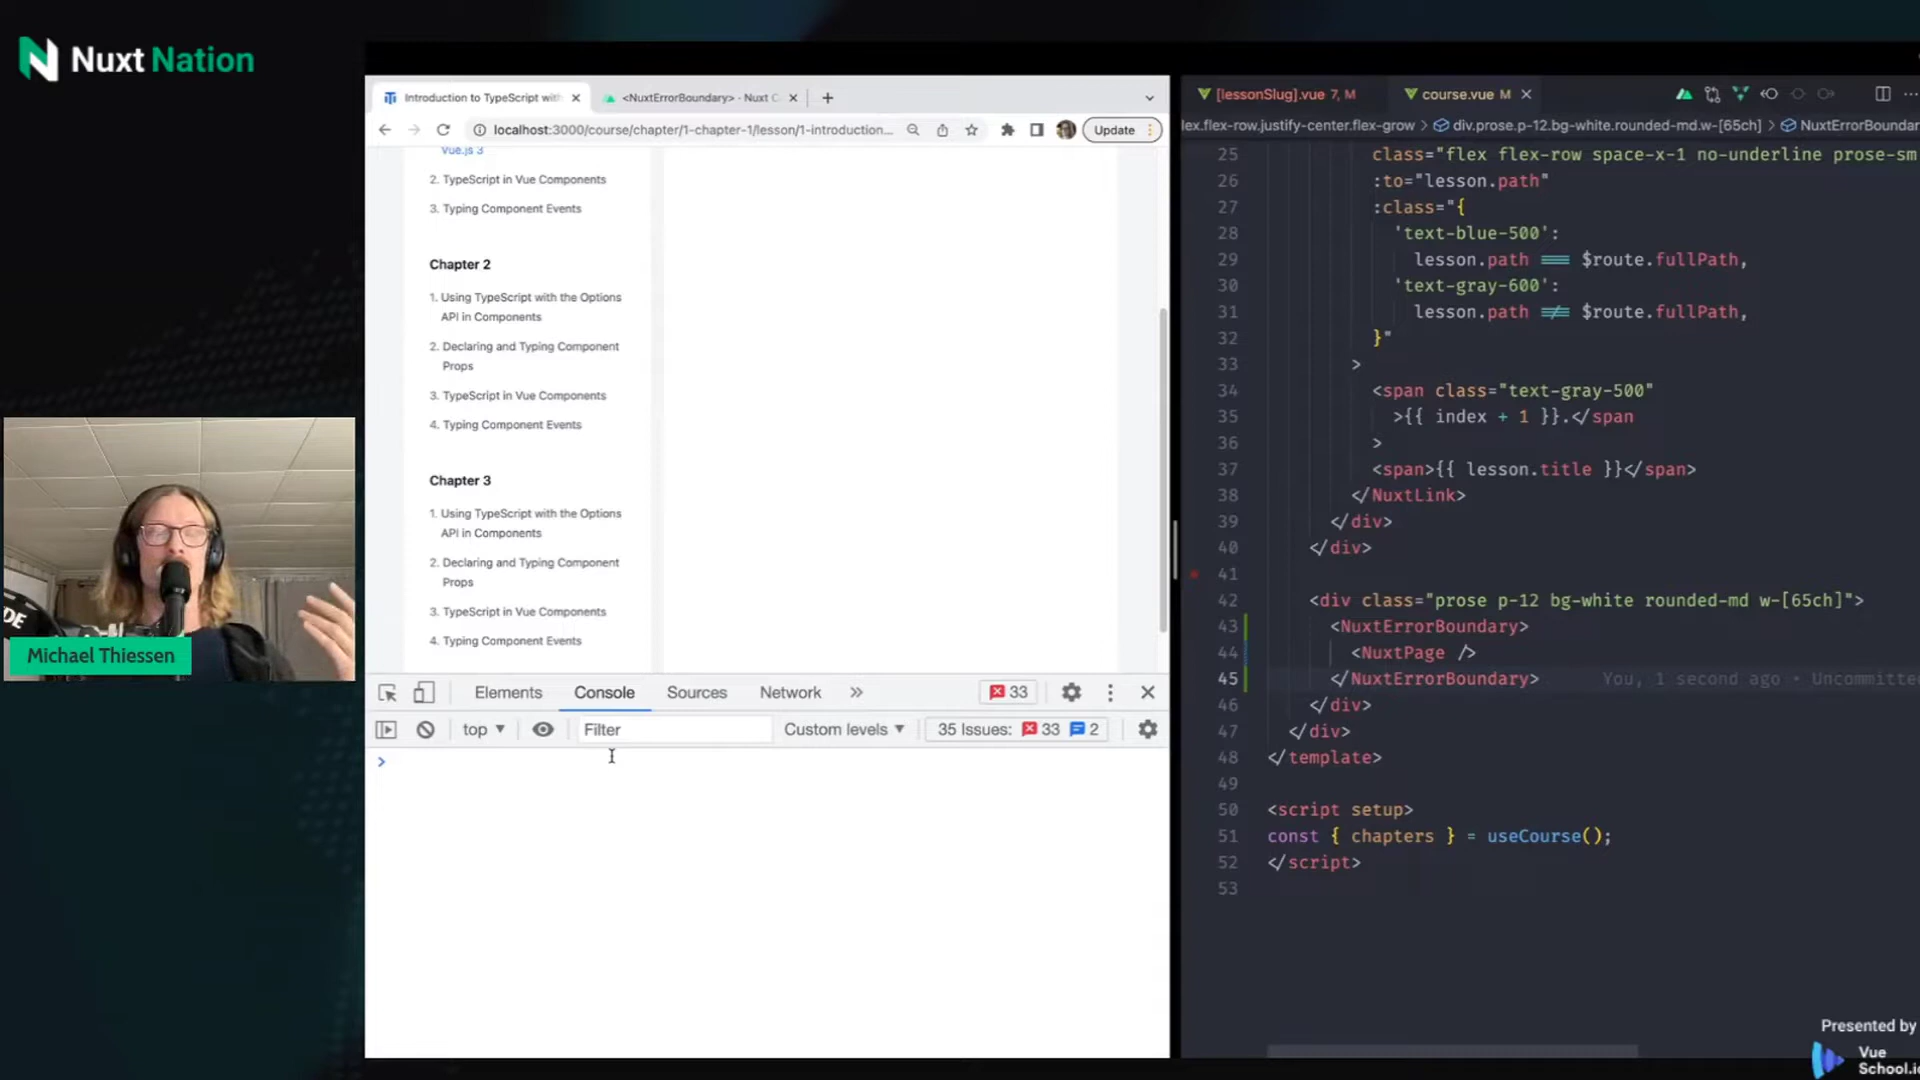 Nuxt Nation
Introduction to TypeScript with
<NuxtErrorBoundary> - Nuxt C
localhost:3000/course/chapter/1-chapter-1/lesson/1-introduction...
Update
Vue.js 3
2. TypeScript in Vue Components
3. Typing Component Events
Chapter 2
1. Using TypeScript with the Options
API in Components
2. Declaring and Typing Component
Props
3. TypeScript in Vue Components
4. Typing Component Events
Chapter 3
1. Using TypeScript with the Options
API in Components
2. Declaring and Typing Component
Props
3. TypeScript in Vue Components
4. Typing Component Events
Elements Console Sources Network 33
top Filter Custom levels 35 Issues: 33 2
>
[lessonSlug].vue 7, M course.vue M
lex.flex-row.justify-center.flex-grow > div.prose.p-12.bg-white.rounded-md.w-[65ch] > NuxtErrorBoundar
25 class="flex flex-row space-x-1 no-underline prose-sm
26 :to="lesson.path"
27 :class="{
28 'text-blue-500':
29 lesson.path === $route.fullPath,
30 'text-gray-600':
31 lesson.path !== $route.fullPath,
32 }"
33 >
34 <span class="text-gray-500"
35 >{{ index + 1 }}.</span
36 >
37 <span>{{ lesson.title }}</span>
38 </NuxtLink>
39 </div>
40 </div>
41
42 <div class="prose p-12 bg-white rounded-md w-[65ch]">
43 <NuxtErrorBoundary>
44 <NuxtPage />
45 </NuxtErrorBoundary> You, 1 second ago • Uncommitte
46 </div>
47 </div>
48 </template>
49
50 <script setup>
51 const { chapters } = useCourse();
52 </script>
53
DE
Michael Thiessen
Presented by
Vue
School.io